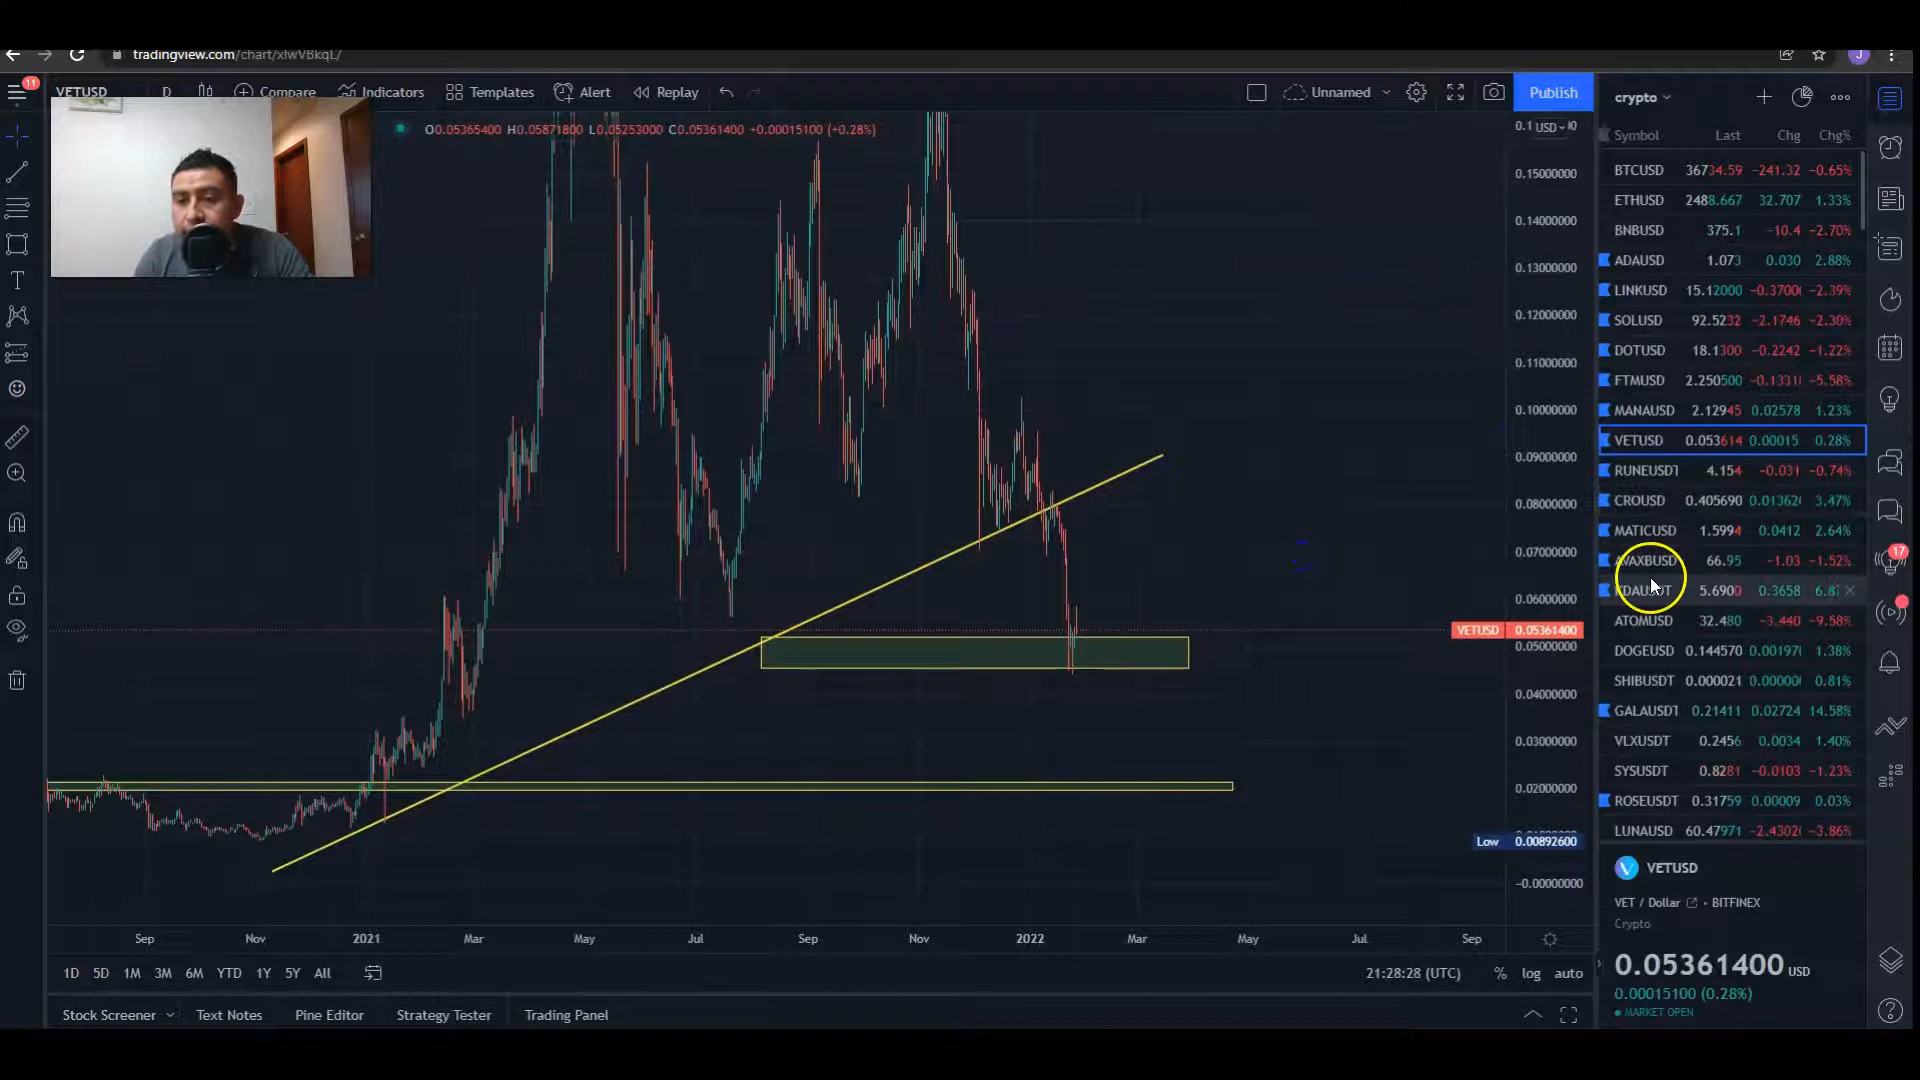 tradingview.com/chart/xIwVBkqL/
11
VETUSD D Compare Indicators Templates Alert Replay Unnamed Publish
O0.05365400 H0.05871800 L0.05253000 C0.05361400 +0.00015100 (+0.28%)
USD
0.15000000
0.14000000
0.13000000
0.12000000
0.11000000
0.10000000
0.09000000
0.08000000
0.07000000
0.06000000
VETUSD 0.05361400
0.05000000
0.04000000
0.03000000
0.02000000
Low 0.00892600
−0.00000000
Sep Nov 2021 Mar May Jul Sep Nov 2022 Mar May Jul Sep
1D 5D 1M 3M 6M YTD 1Y 5Y All 21:28:28 (UTC) % log auto
Stock Screener Text Notes Pine Editor Strategy Tester Trading Panel
crypto
Symbol Last Chg Chg%
BTCUSD 36734.59 −241.32 −0.65%
ETHUSD 2488.667 32.707 1.33%
BNBUSD 375.1 −10.4 −2.70%
ADAUSD 1.073 0.030 2.88%
LINKUSD 15.12000 −0.3700 −2.39%
SOLUSD 92.5232 −2.1746 −2.30%
DOTUSD 18.1300 −0.2242 −1.22%
FTMUSD 2.250500 −0.1331 −5.58%
MANAUSD 2.12945 0.02578 1.23%
VETUSD 0.053614 0.00015 0.28%
RUNEUSDT 4.154 −0.031 −0.74%
CROUSD 0.405690 0.01362 3.47%
MATICUSD 1.5994 0.0412 2.64%
AVAXBUSD 66.95 −1.03 −1.52%
KDAUSDT 5.6900 0.3658 6.8
ATOMUSD 32.480 −3.440 −9.58%
DOGEUSD 0.144570 0.00197 1.38%
SHIBUSDT 0.000021 0.00000 0.81%
GALAUSDT 0.21411 0.02724 14.58%
VLXUSDT 0.2456 0.0034 1.40%
SYSUSDT 0.8281 −0.0103 −1.23%
ROSEUSDT 0.31759 0.00009 0.03%
LUNAUSD 60.47971 −2.4302 −3.86%
VETUSD
VET / Dollar • BITFINEX
Crypto
0.05361400 USD
0.00015100 (0.28%)
MARKET OPEN
17
J